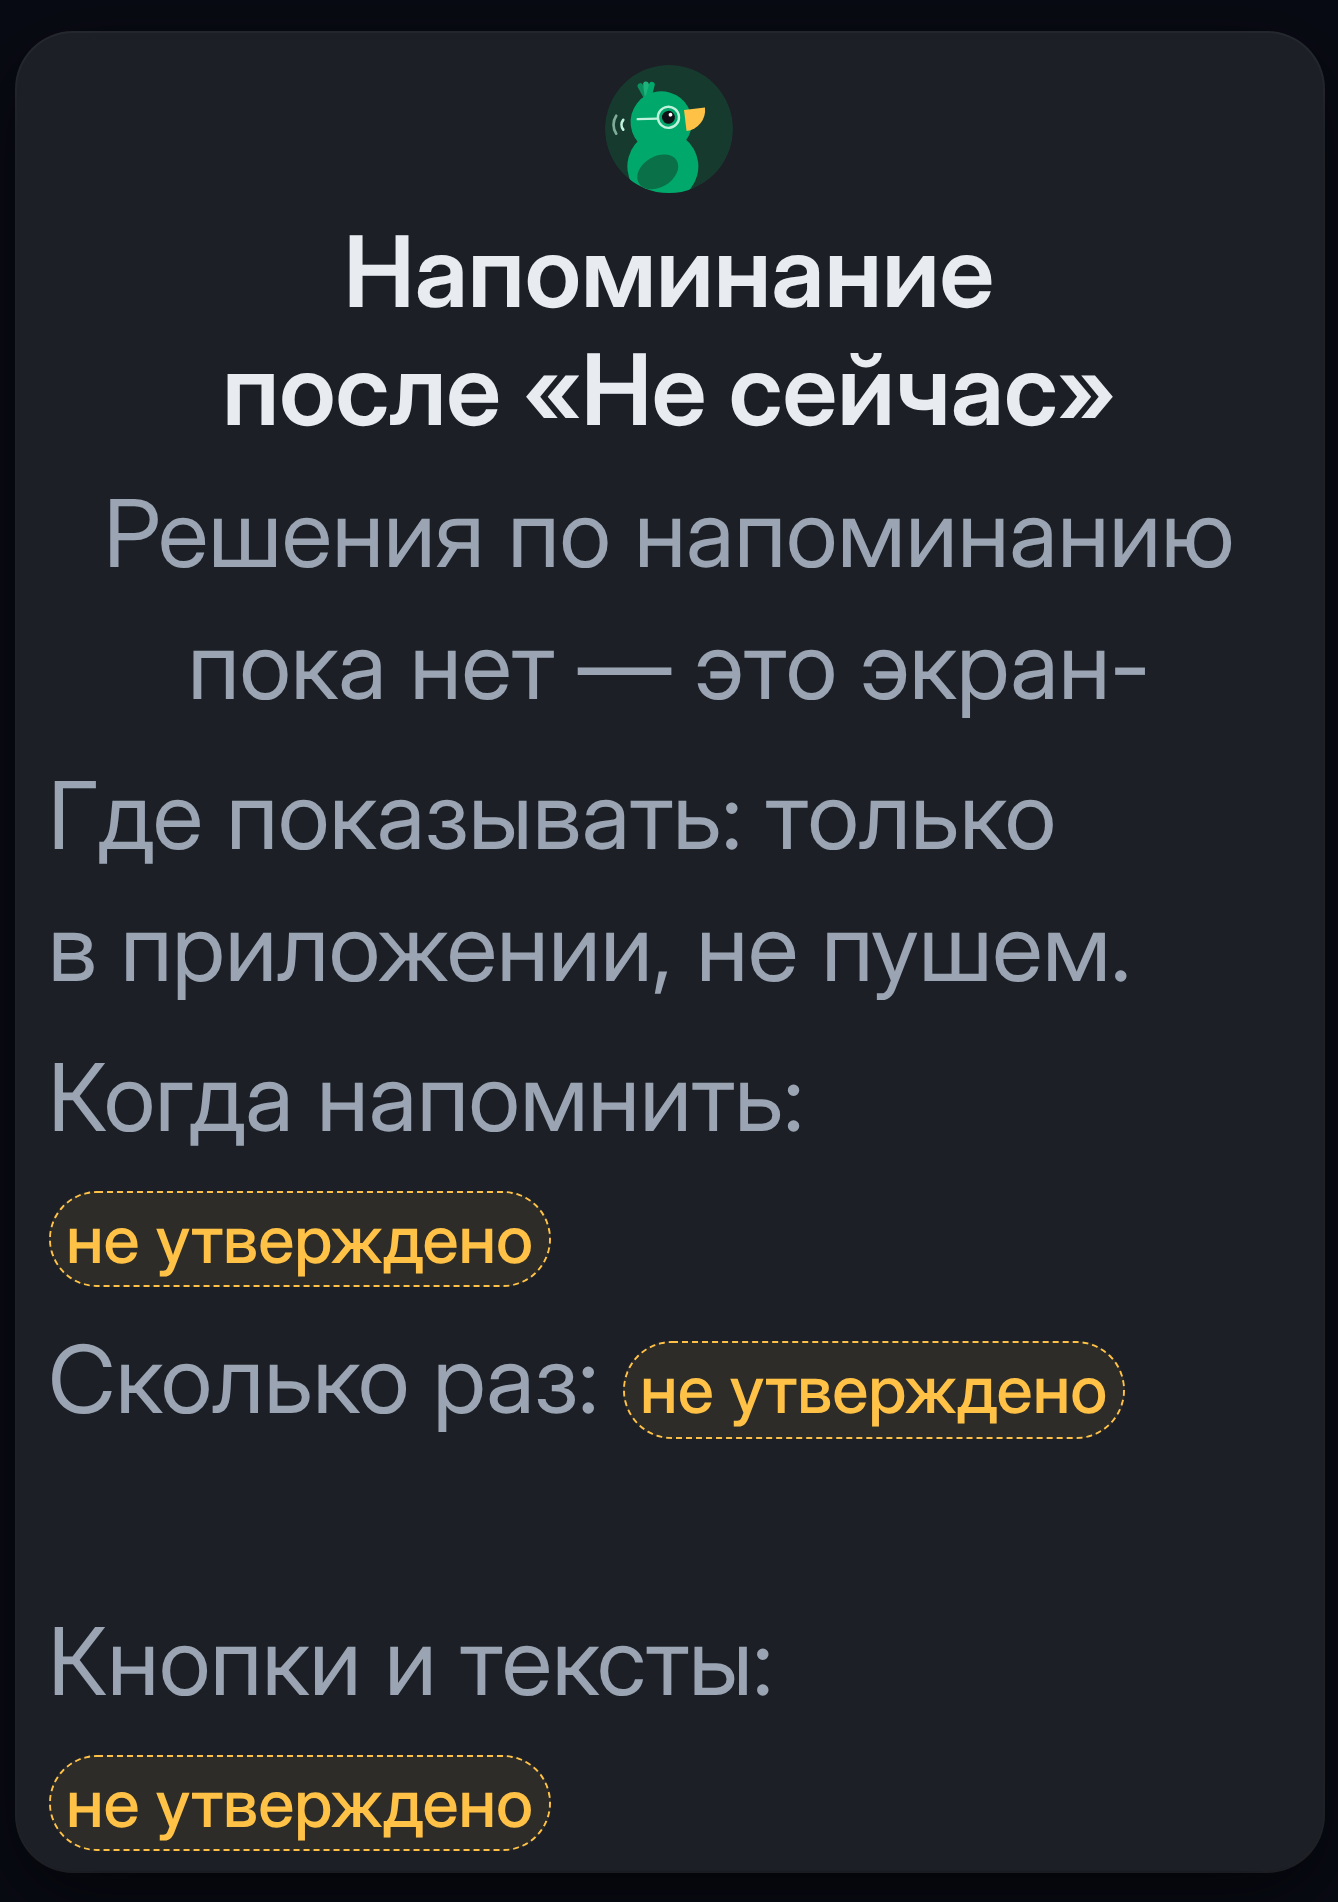 Напоминание
после «Не сейчас»
Решения по напоминанию
пока нет — это экран-
Где показывать: только
в приложении, не пушем.
Когда напомнить:
не утверждено
Сколько раз: не утверждено
Кнопки и тексты:
не утверждено